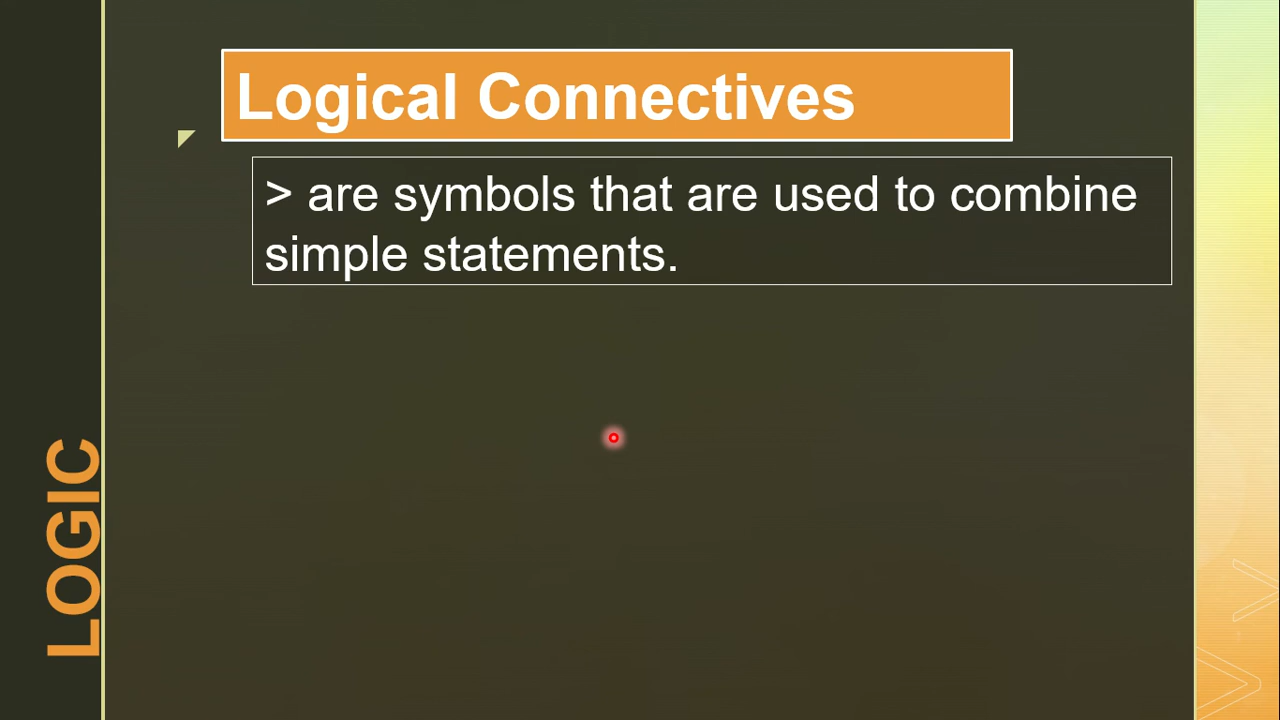 Logical Connectives
> are symbols that are used to combine
simple statements.
LOGIC